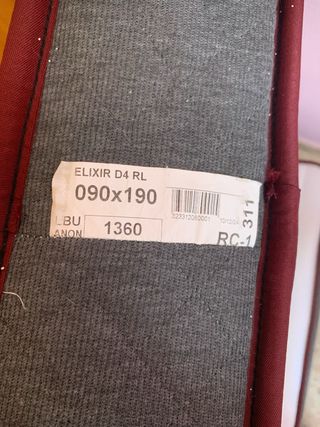 ELIXIR D4 RL
090x190
LBU
ANON
1360
311
RC-1